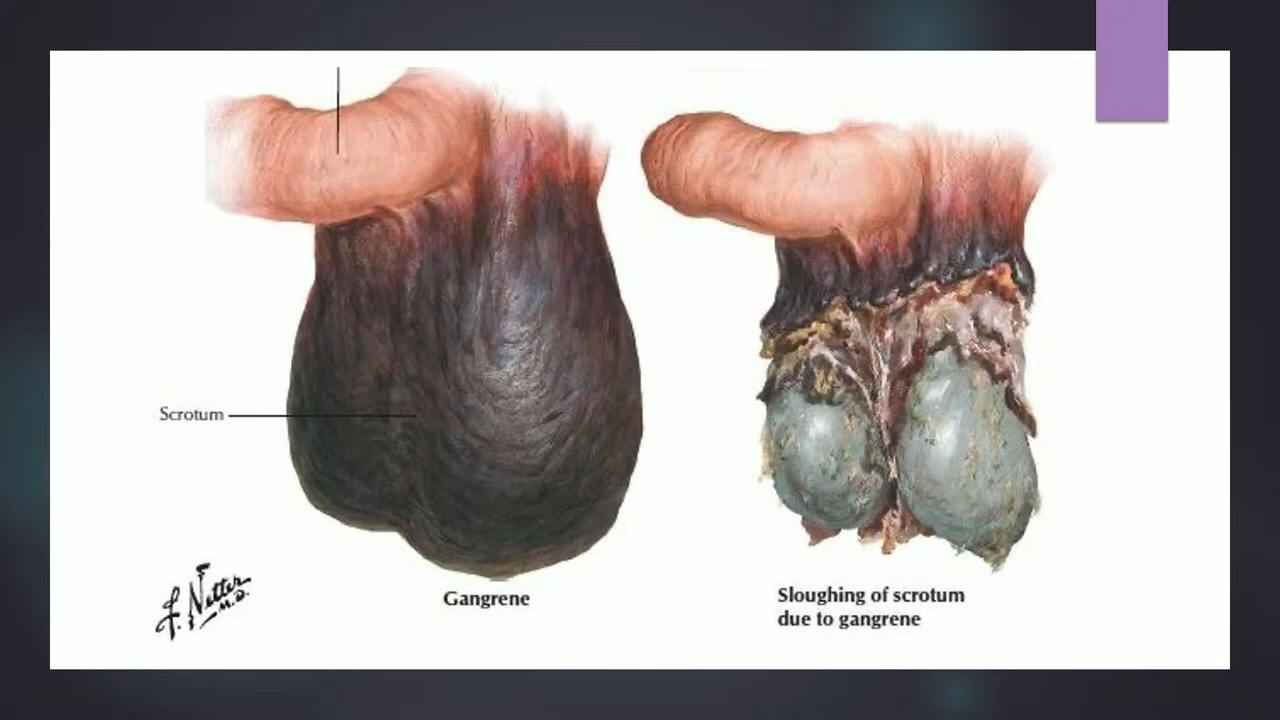 Scrotum
F. Netter
M.D.
Gangrene
Sloughing of scrotum
due to gangrene